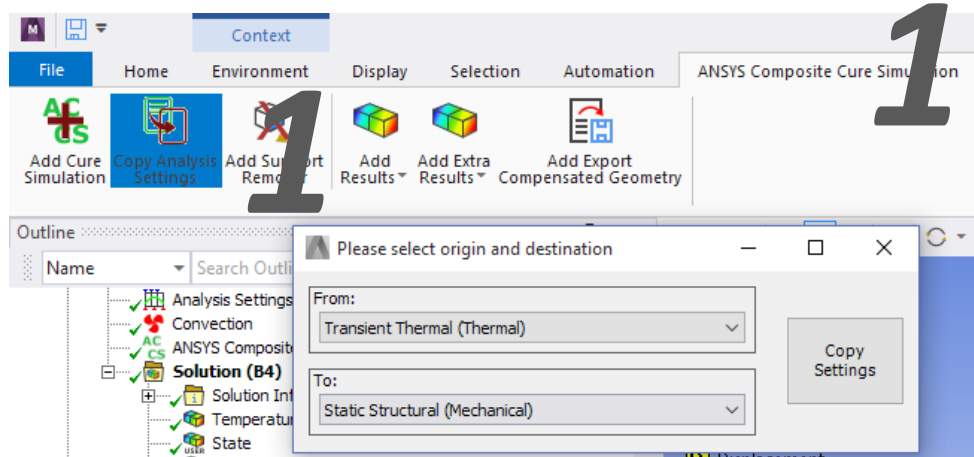 M
Context
1
File Home Environment Display Selection Automation ANSYS Composite Cure Simulation
AC
CS
1
Add Cure
Simulation
Copy Analysis
Settings
Add Support
Add
Results
Add Extra
Results
Add Export
Compensated Geometry
Outline
Name
Search Outli
Please select origin and destination
Analysis Settings
Convection
AC
CS
ANSYS Composite
Solution (B4)
Solution Inf
Temperatur
USER
State
From:
Transient Thermal (Thermal)
To:
Static Structural (Mechanical)
Copy
Settings